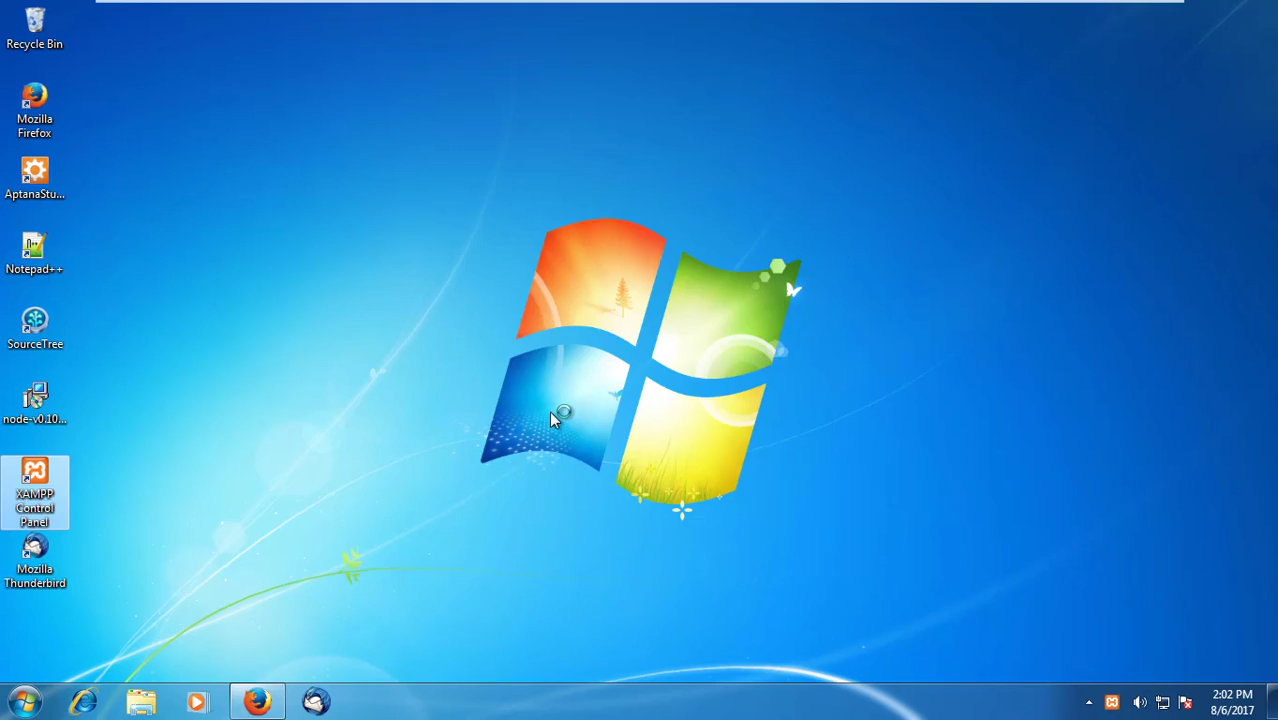 Recycle Bin
Mozilla
Firefox
AptanaStu...
Notepad++
SourceTree
node-v0.10...
XAMPP
Control
Panel
Mozilla
Thunderbird
2:02 PM
8/6/2017